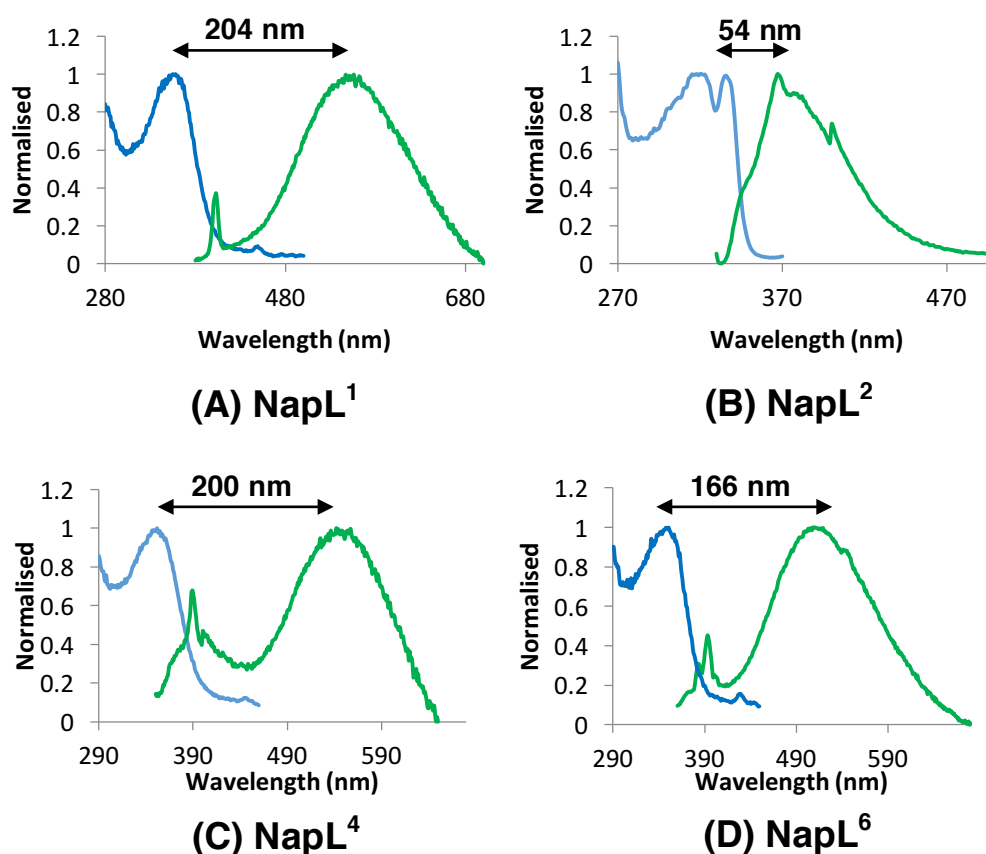 204 nm
1.2
1
0.8
0.6
0.4
0.2
0
Normalised
280 480 680
Wavelength (nm)
(A) NapL¹
54 nm
1.2
1
0.8
0.6
0.4
0.2
0
Normalised
270 370 470
Wavelength (nm)
(B) NapL²
200 nm
1.2
1
0.8
0.6
0.4
0.2
0
Normalised
290 390 490 590
Wavelength (nm)
(C) NapL⁴
166 nm
1.2
1
0.8
0.6
0.4
0.2
0
Normalised
290 390 490 590
Wavelength (nm)
(D) NapL⁶